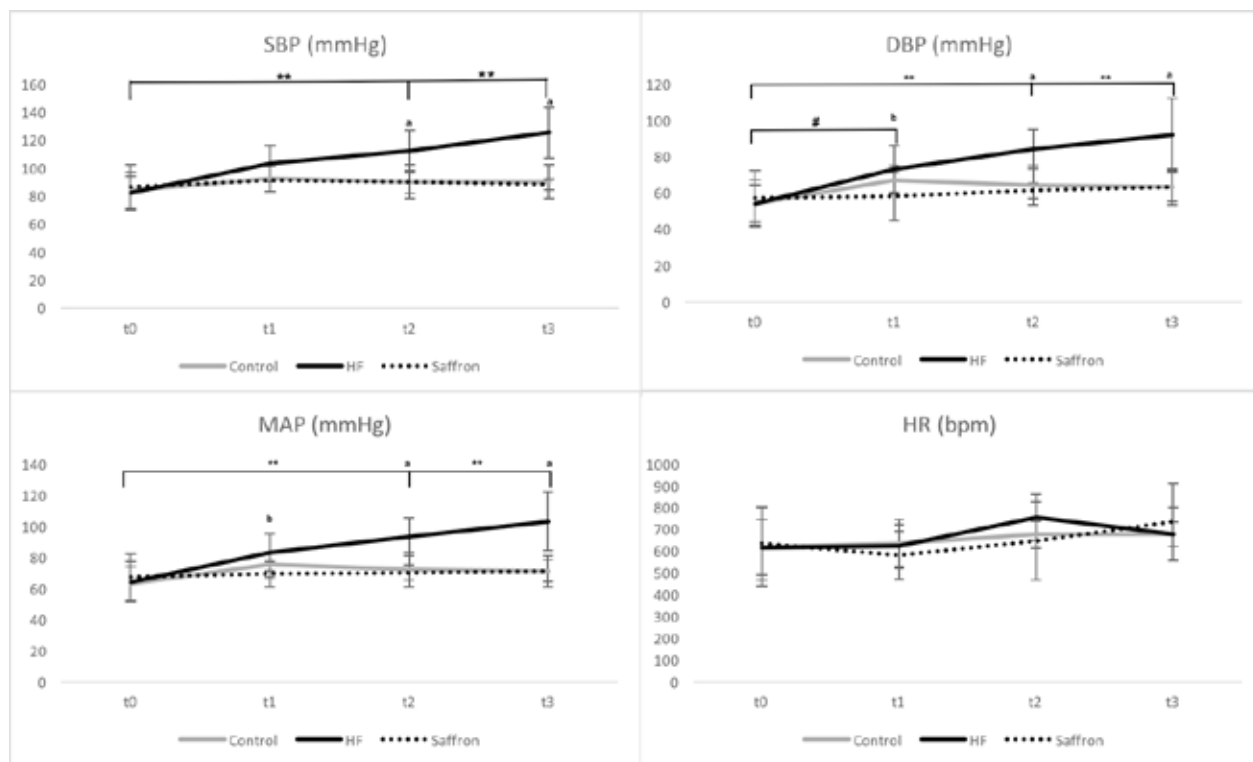 SBP (mmHg)
** **
160
140
120
100
80
60
40
20
0
a
a
t0 t1 t2 t3
Control HF Saffron
DBP (mmHg)
** a ** a
# b
120
100
80
60
40
20
0
t0 t1 t2 t3
Control HF Saffron
MAP (mmHg)
** a ** a
b
140
120
100
80
60
40
20
0
t0 t1 t2 t3
Control HF Saffron
HR (bpm)
1000
900
800
700
600
500
400
300
200
100
0
t0 t1 t2 t3
Control HF Saffron